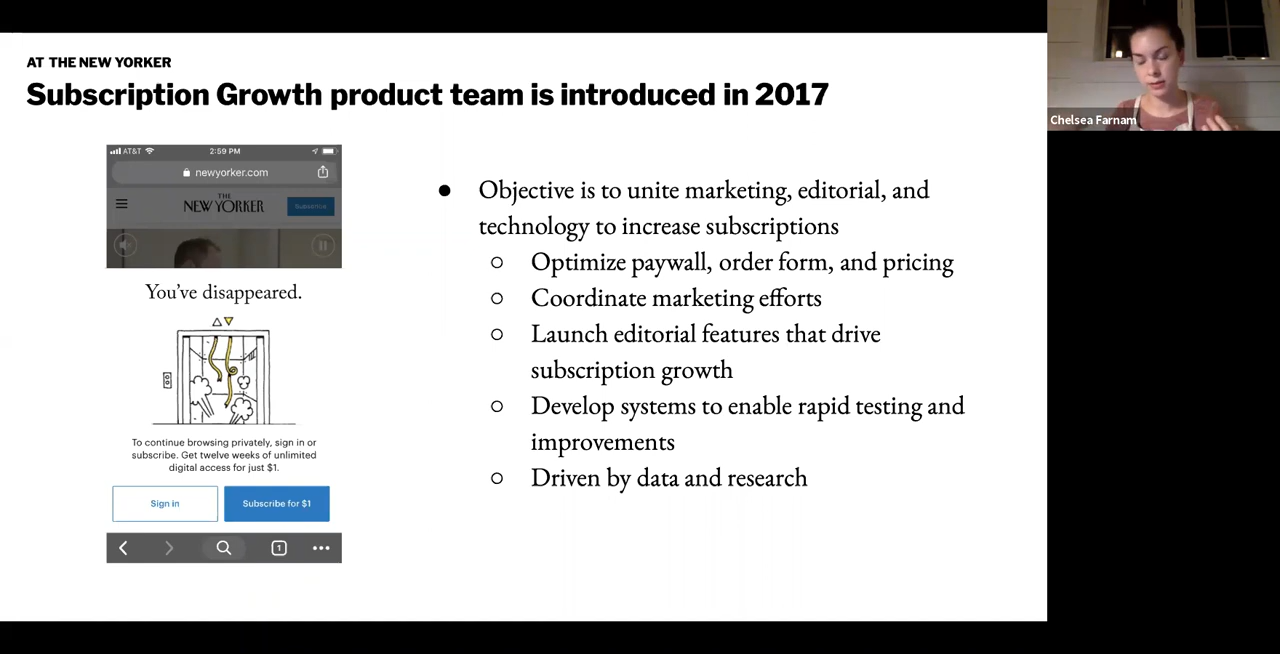 AT THE NEW YORKER
Subscription Growth product team is introduced in 2017
AT&T
2:59 PM
newyorker.com
THE
NEW YORKER
Subscribe
You've disappeared.
To continue browsing privately, sign in or
subscribe. Get twelve weeks of unlimited
digital access for just $1.
Sign in
Subscribe for $1
1
● Objective is to unite marketing, editorial, and
technology to increase subscriptions
○ Optimize paywall, order form, and pricing
○ Coordinate marketing efforts
○ Launch editorial features that drive
subscription growth
○ Develop systems to enable rapid testing and
improvements
○ Driven by data and research
Chelsea Farnam